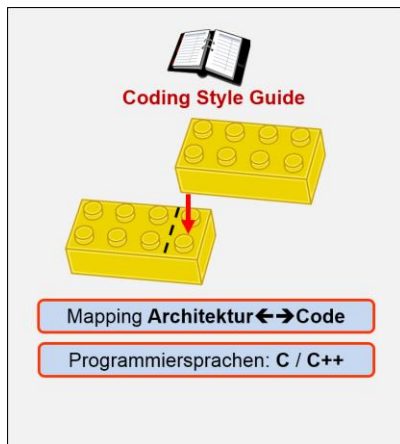 Coding Style Guide
Mapping Architektur←→Code
Programmiersprachen: C / C++